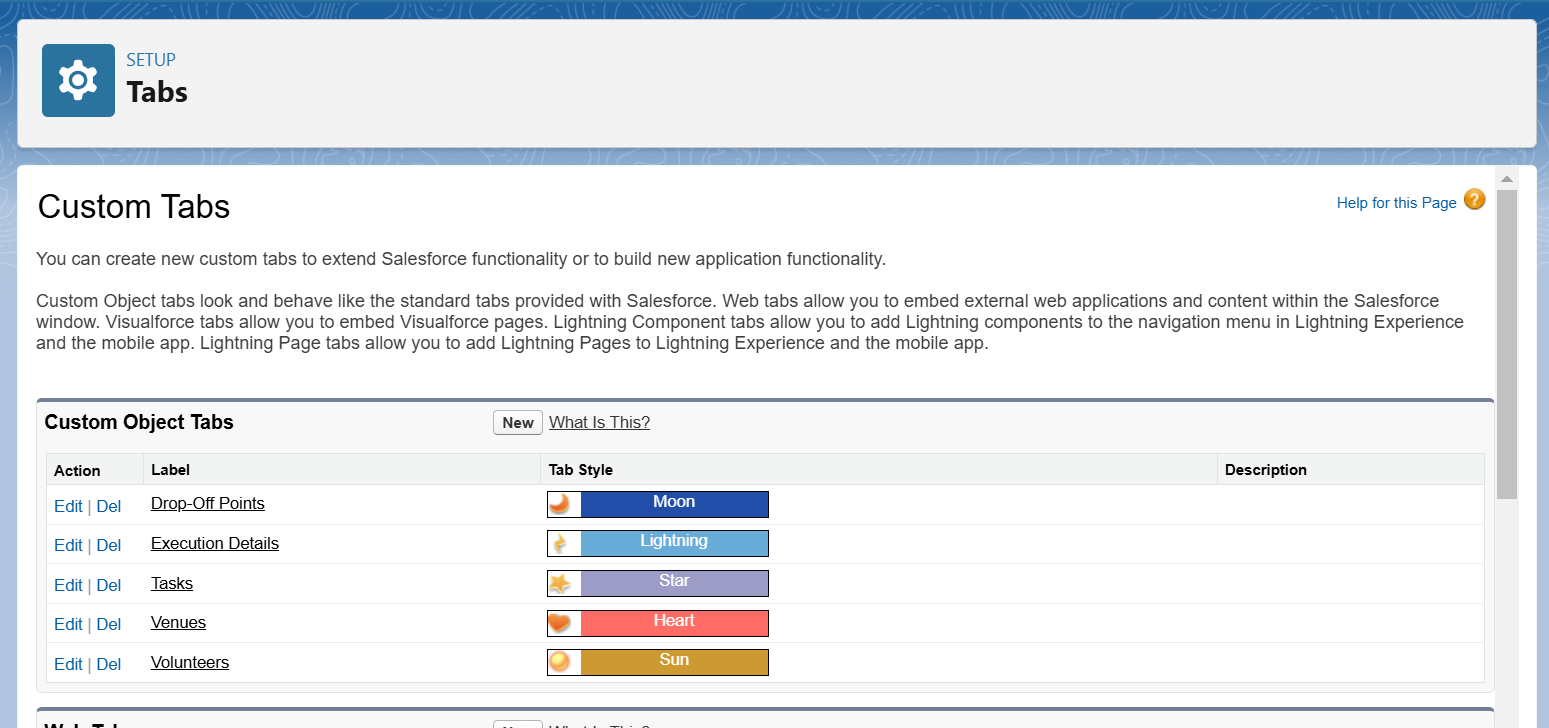 SETUP
Tabs
Custom Tabs
Help for this Page ?
You can create new custom tabs to extend Salesforce functionality or to build new application functionality.
Custom Object tabs look and behave like the standard tabs provided with Salesforce. Web tabs allow you to embed external web applications and content within the Salesforce
window. Visualforce tabs allow you to embed Visualforce pages. Lightning Component tabs allow you to add Lightning components to the navigation menu in Lightning Experience
and the mobile app. Lightning Page tabs allow you to add Lightning Pages to Lightning Experience and the mobile app.
Custom Object Tabs New What Is This?
Action Label Tab Style Description
Edit | Del Drop-Off Points Moon
Edit | Del Execution Details Lightning
Edit | Del Tasks Star
Edit | Del Venues Heart
Edit | Del Volunteers Sun